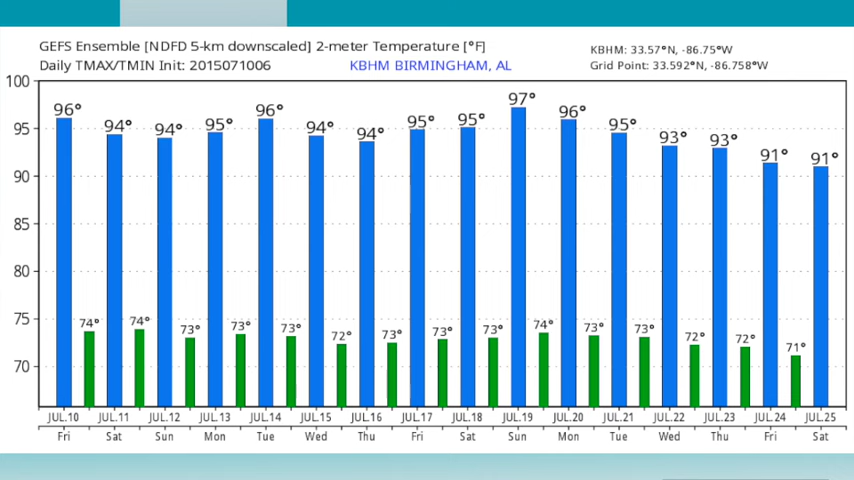 GEFS Ensemble [NDFD 5-km downscaled] 2-meter Temperature [°F]
KBHM: 33.57°N, -86.75°W
Daily TMAX/TMIN Init: 2015071006
KBHM BIRMINGHAM, AL
Grid Point: 33.592°N, -86.758°W
100
95
90
85
80
75
70
96° 94° 94° 95° 96° 94° 94° 95° 95° 97° 96° 95° 93° 93° 91° 91°
74° 74° 73° 73° 73° 72° 73° 73° 73° 74° 73° 73° 72° 72° 71°
JUL.10 JUL.11 JUL.12 JUL.13 JUL.14 JUL.15 JUL.16 JUL.17 JUL.18 JUL.19 JUL.20 JUL.21 JUL.22 JUL.23 JUL.24 JUL.25
Fri Sat Sun Mon Tue Wed Thu Fri Sat Sun Mon Tue Wed Thu Fri Sat